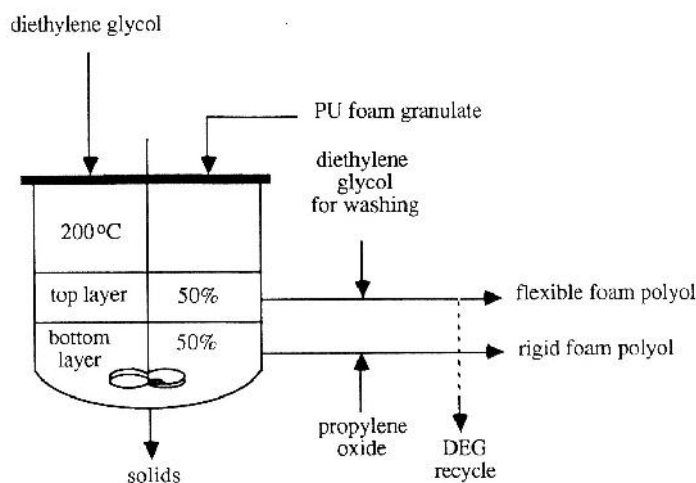 diethylene glycol
PU foam granulate
diethylene
glycol
for washing
200°C
top layer
50%
flexible foam polyol
bottom
layer
50%
rigid foam polyol
propylene
oxide
DEG
recycle
solids